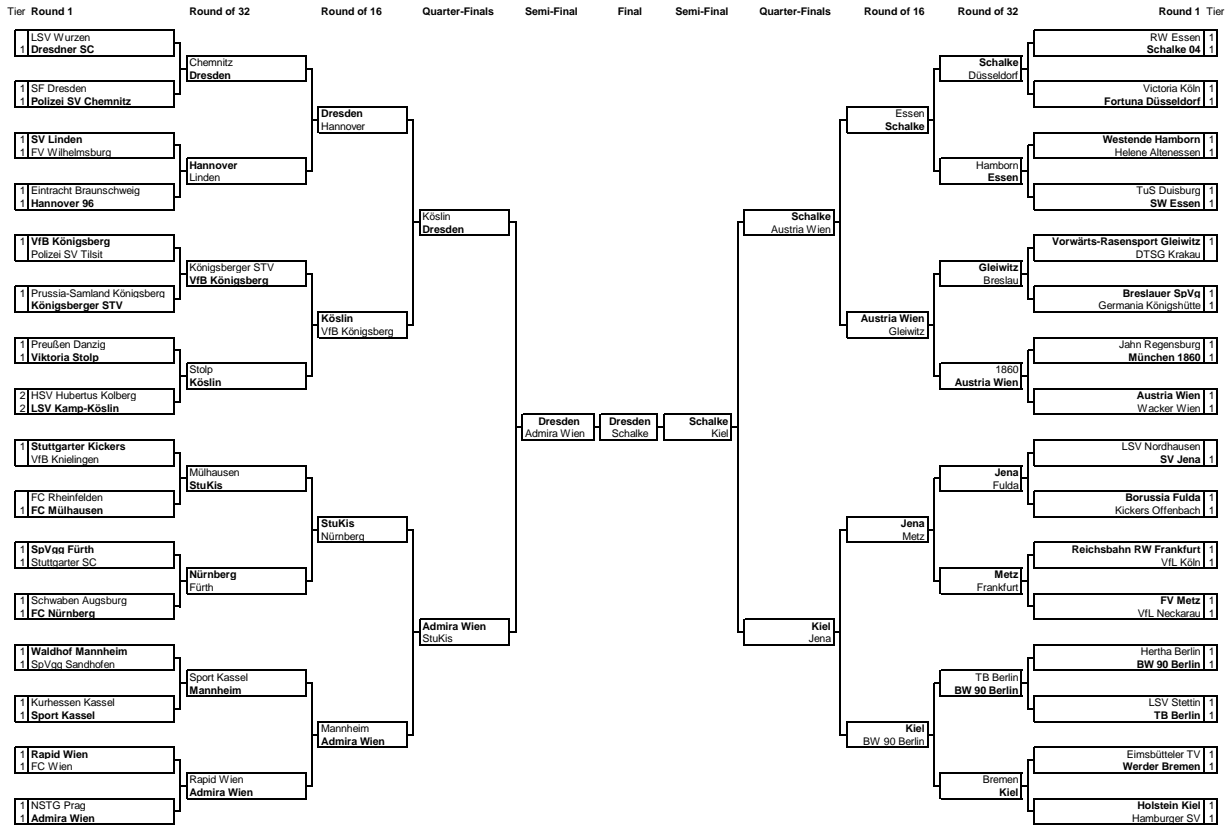 Tier Round 1 Round of 32 Round of 16 Quarter-Finals Semi-Final Final Semi-Final Quarter-Finals Round of 16 Round of 32 Round 1 Tier
LSV Wurzen
1 Dresdner SC
1 SF Dresden
1 Polizei SV Chemnitz
1 SV Linden
1 FV Wilhelmsburg
1 Eintracht Braunschweig
1 Hannover 96
1 VfB Königsberg
Polizei SV Tilsit
1 Prussia-Samland Königsberg
Königsberger STV
1 Preußen Danzig
1 Viktoria Stolp
2 HSV Hubertus Kolberg
2 LSV Kamp-Köslin
1 Stuttgarter Kickers
VfB Knielingen
FC Rheinfelden
1 FC Mülhausen
1 SpVgg Fürth
1 Stuttgarter SC
1 Schwaben Augsburg
1 FC Nürnberg
1 Waldhof Mannheim
1 SpVgg Sandhofen
1 Kurhessen Kassel
1 Sport Kassel
1 Rapid Wien
1 FC Wien
1 NSTG Prag
1 Admira Wien
Chemnitz
Dresden
Hannover
Linden
Königsberger STV
VfB Königsberg
Stolp
Köslin
Mülhausen
StuKis
Nürnberg
Fürth
Sport Kassel
Mannheim
Rapid Wien
Admira Wien
Dresden
Hannover
Köslin
VfB Königsberg
StuKis
Nürnberg
Mannheim
Admira Wien
Köslin
Dresden
Admira Wien
StuKis
Dresden
Admira Wien
Dresden
Schalke
Schalke
Kiel
Schalke
Austria Wien
Kiel
Jena
Essen
Schalke
Austria Wien
Gleiwitz
Jena
Metz
Kiel
BW 90 Berlin
Schalke
Düsseldorf
Hamborn
Essen
Gleiwitz
Breslau
1860
Austria Wien
Jena
Fulda
Metz
Frankfurt
TB Berlin
BW 90 Berlin
Bremen
Kiel
RW Essen 1
Schalke 04 1
Victoria Köln 1
Fortuna Düsseldorf 1
Westende Hamborn 1
Helene Altenessen 1
TuS Duisburg 1
SW Essen 1
Vorwärts-Rasensport Gleiwitz 1
DTSG Krakau
Breslauer SpVg 1
Germania Königshütte 1
Jahn Regensburg 1
München 1860 1
Austria Wien 1
Wacker Wien 1
LSV Nordhausen
SV Jena 1
Borussia Fulda 1
Kickers Offenbach 1
Reichsbahn RW Frankfurt 1
VfL Köln 1
FV Metz 1
VfL Neckarau 1
Hertha Berlin 1
BW 90 Berlin 1
LSV Stettin 1
TB Berlin 1
Eimsbütteler TV 1
Werder Bremen 1
Holstein Kiel 1
Hamburger SV 1